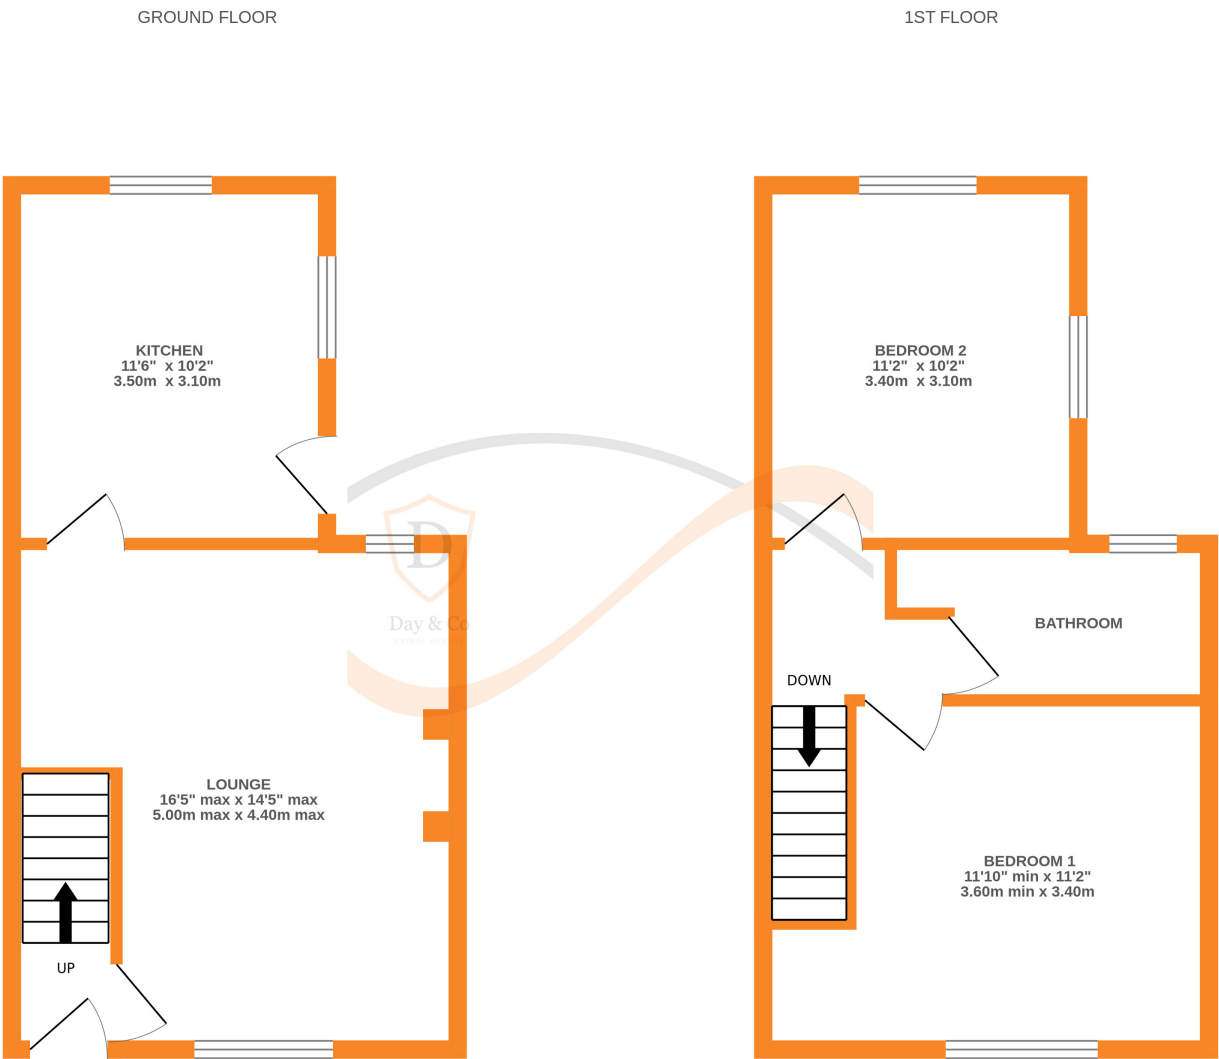 GROUND FLOOR
1ST FLOOR
KITCHEN
11'6"  x 10'2"
3.50m  x 3.10m
BEDROOM 2
11'2"  x 10'2"
3.40m  x 3.10m
D
Day & Co
ESTATE AGENTS
BATHROOM
DOWN
LOUNGE
16'5" max x 14'5" max
5.00m max x 4.40m max
BEDROOM 1
11'10" min x 11'2"
3.60m min x 3.40m
UP